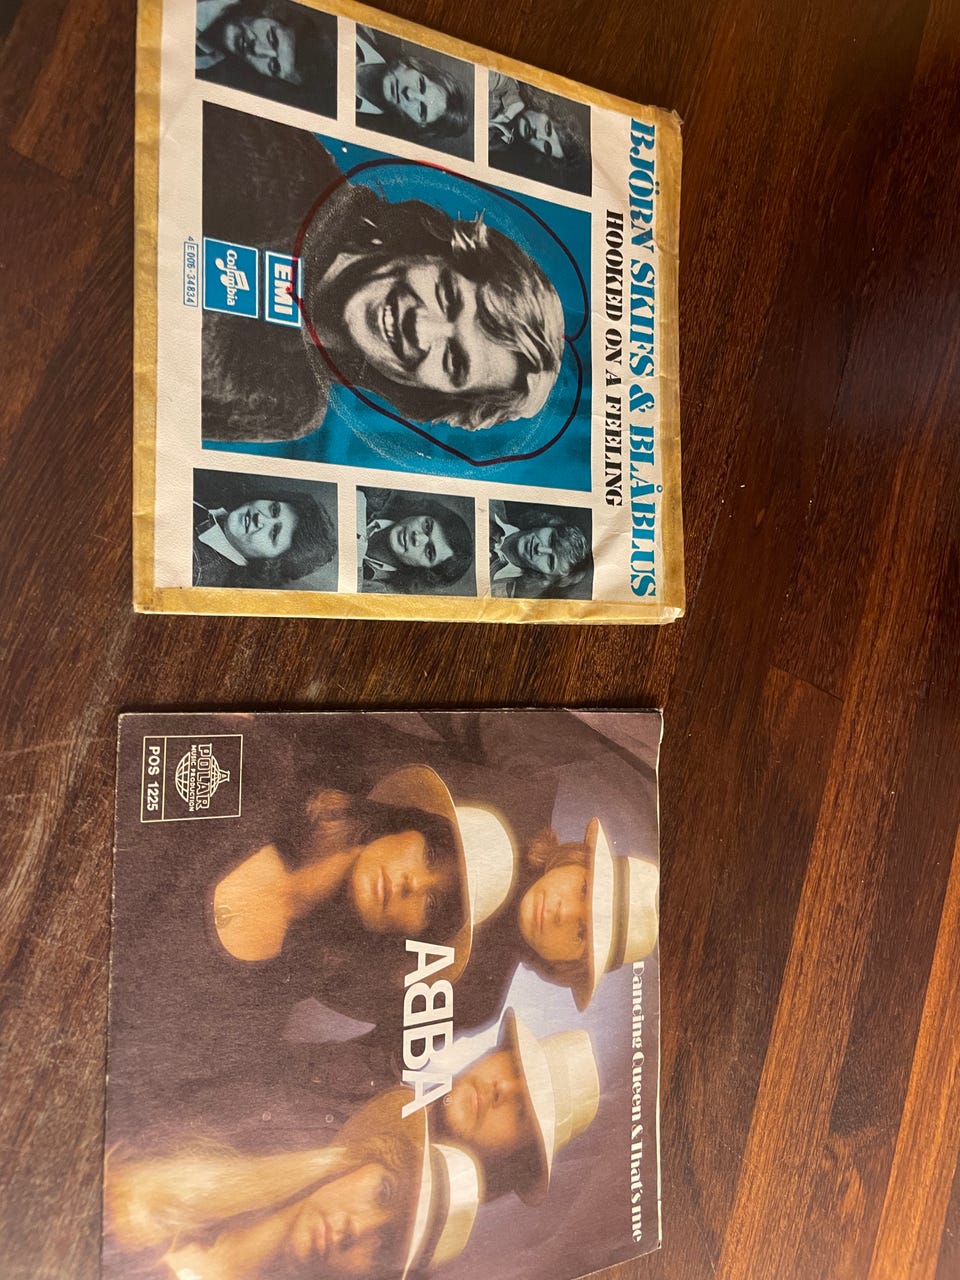 BJÖRN SKIFS & BLÅBLUS
HOOKED ON A FEELING
EMI
Columbia
4E 006-34834
Dancing Queen & That's me
ABBA
POLAR
MUSIC PRODUCTION
POS 1225